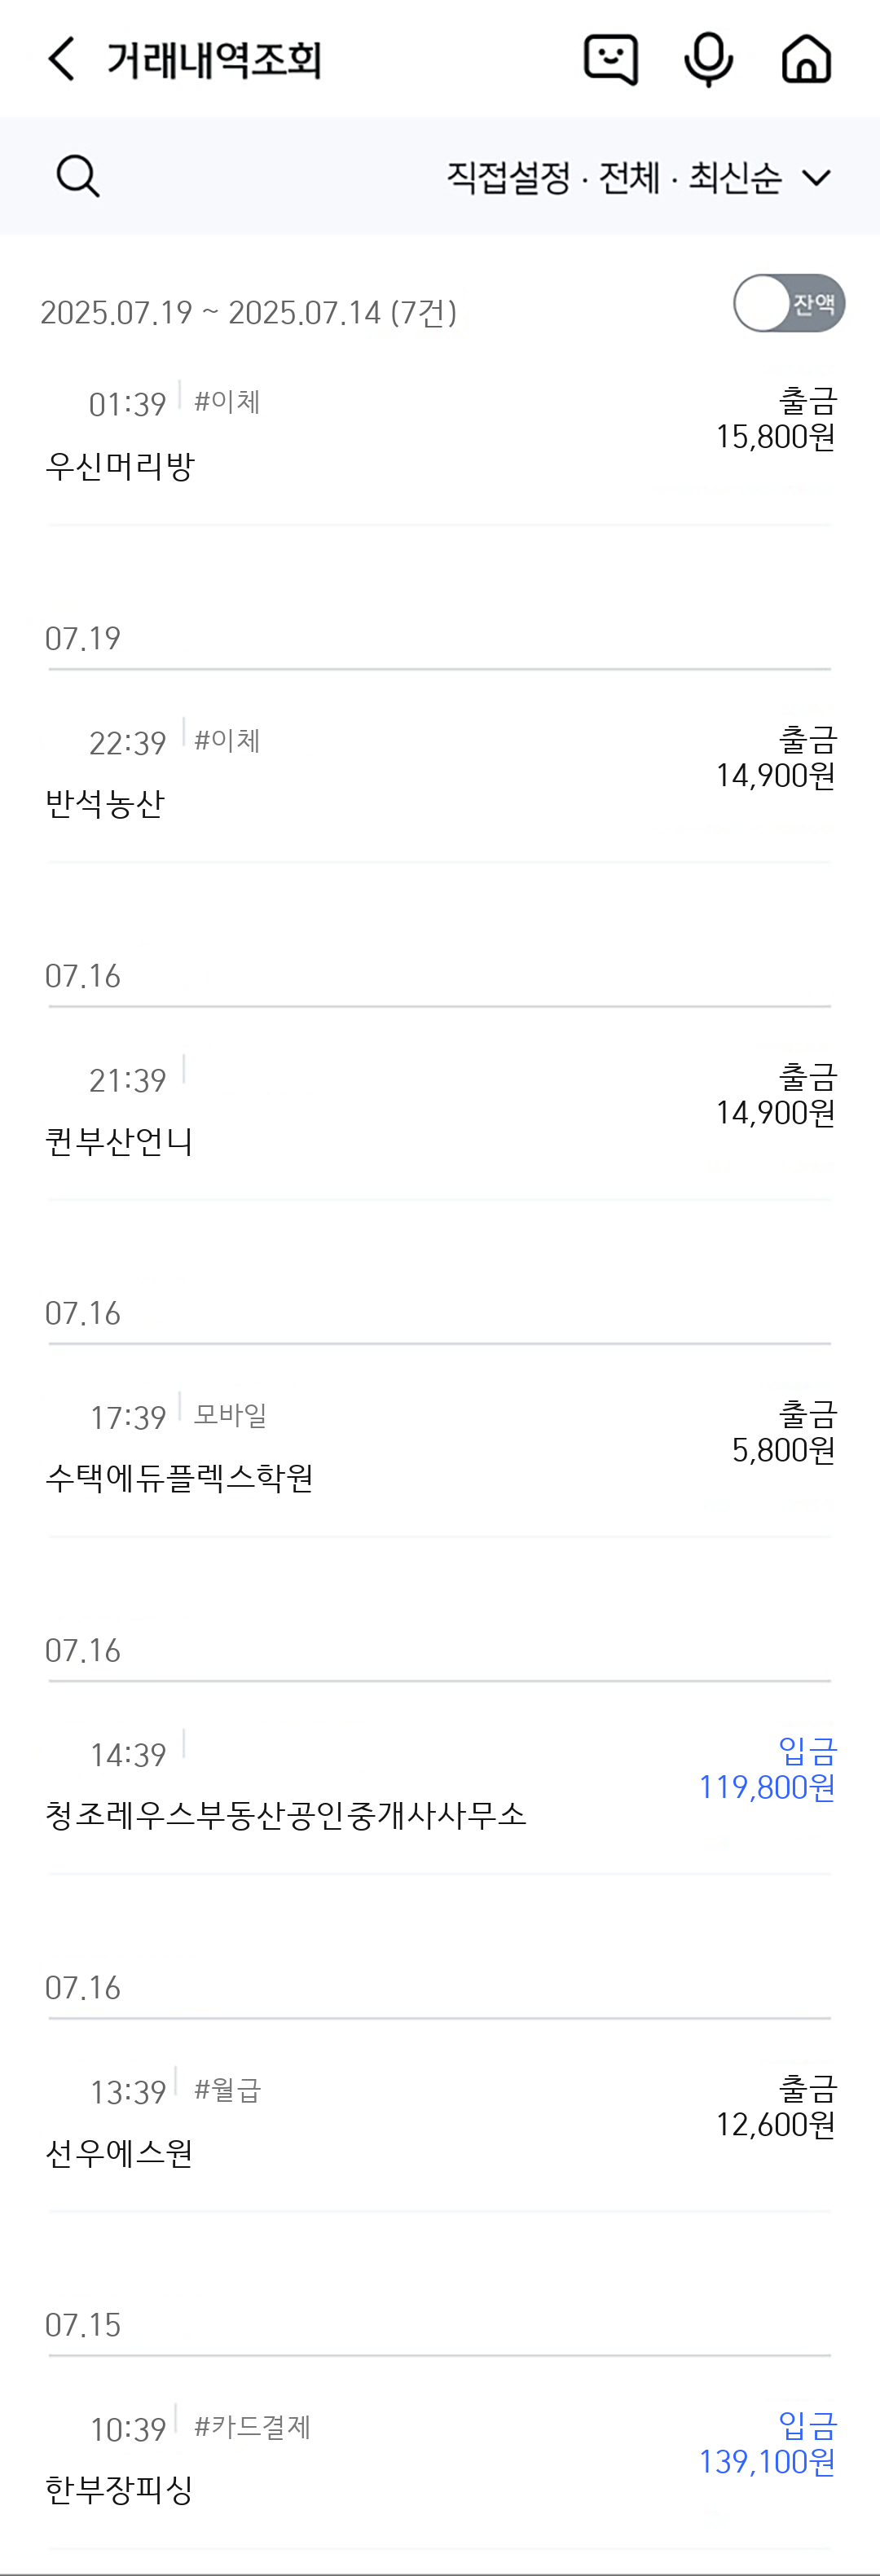 거래내역조회
직접설정 · 전체 · 최신순
2025.07.19 ~ 2025.07.14 (7건)
잔액
01:39 #이체
출금
15,800원
우신머리방
07.19
22:39 #이체
출금
14,900원
반석농산
07.16
21:39
출금
14,900원
퀸부산언니
07.16
17:39 모바일
출금
5,800원
수택에듀플렉스학원
07.16
14:39
입금
119,800원
청조레우스부동산공인중개사사무소
07.16
13:39 #월급
출금
12,600원
선우에스원
07.15
10:39 #카드결제
입금
139,100원
한부장피싱